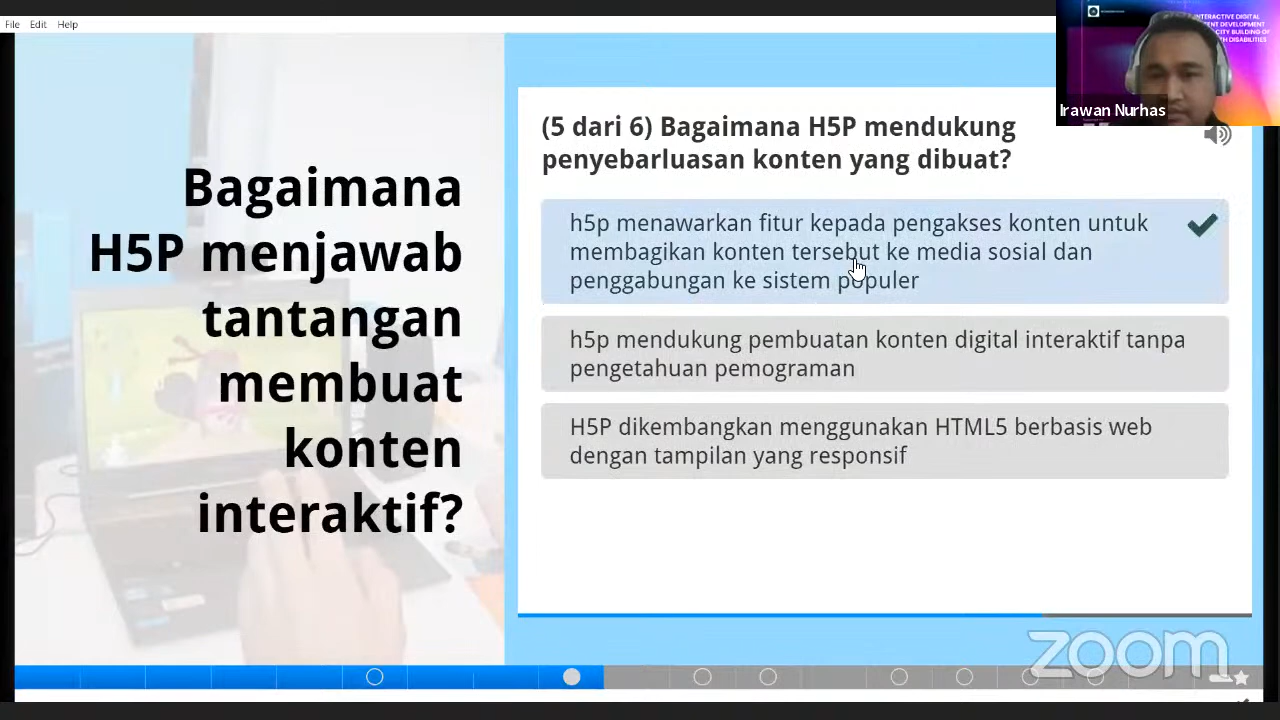 File Edit Help
INTERACTIVE DIGITAL
Irawan Nurhas
Bagaimana
H5P menjawab
tantangan
membuat
konten
interaktif?
(5 dari 6) Bagaimana H5P mendukung
penyebarluasan konten yang dibuat?
h5p menawarkan fitur kepada pengakses konten untuk
membagikan konten tersebut ke media sosial dan
penggabungan ke sistem populer
h5p mendukung pembuatan konten digital interaktif tanpa
pengetahuan pemograman
H5P dikembangkan menggunakan HTML5 berbasis web
dengan tampilan yang responsif
zoom